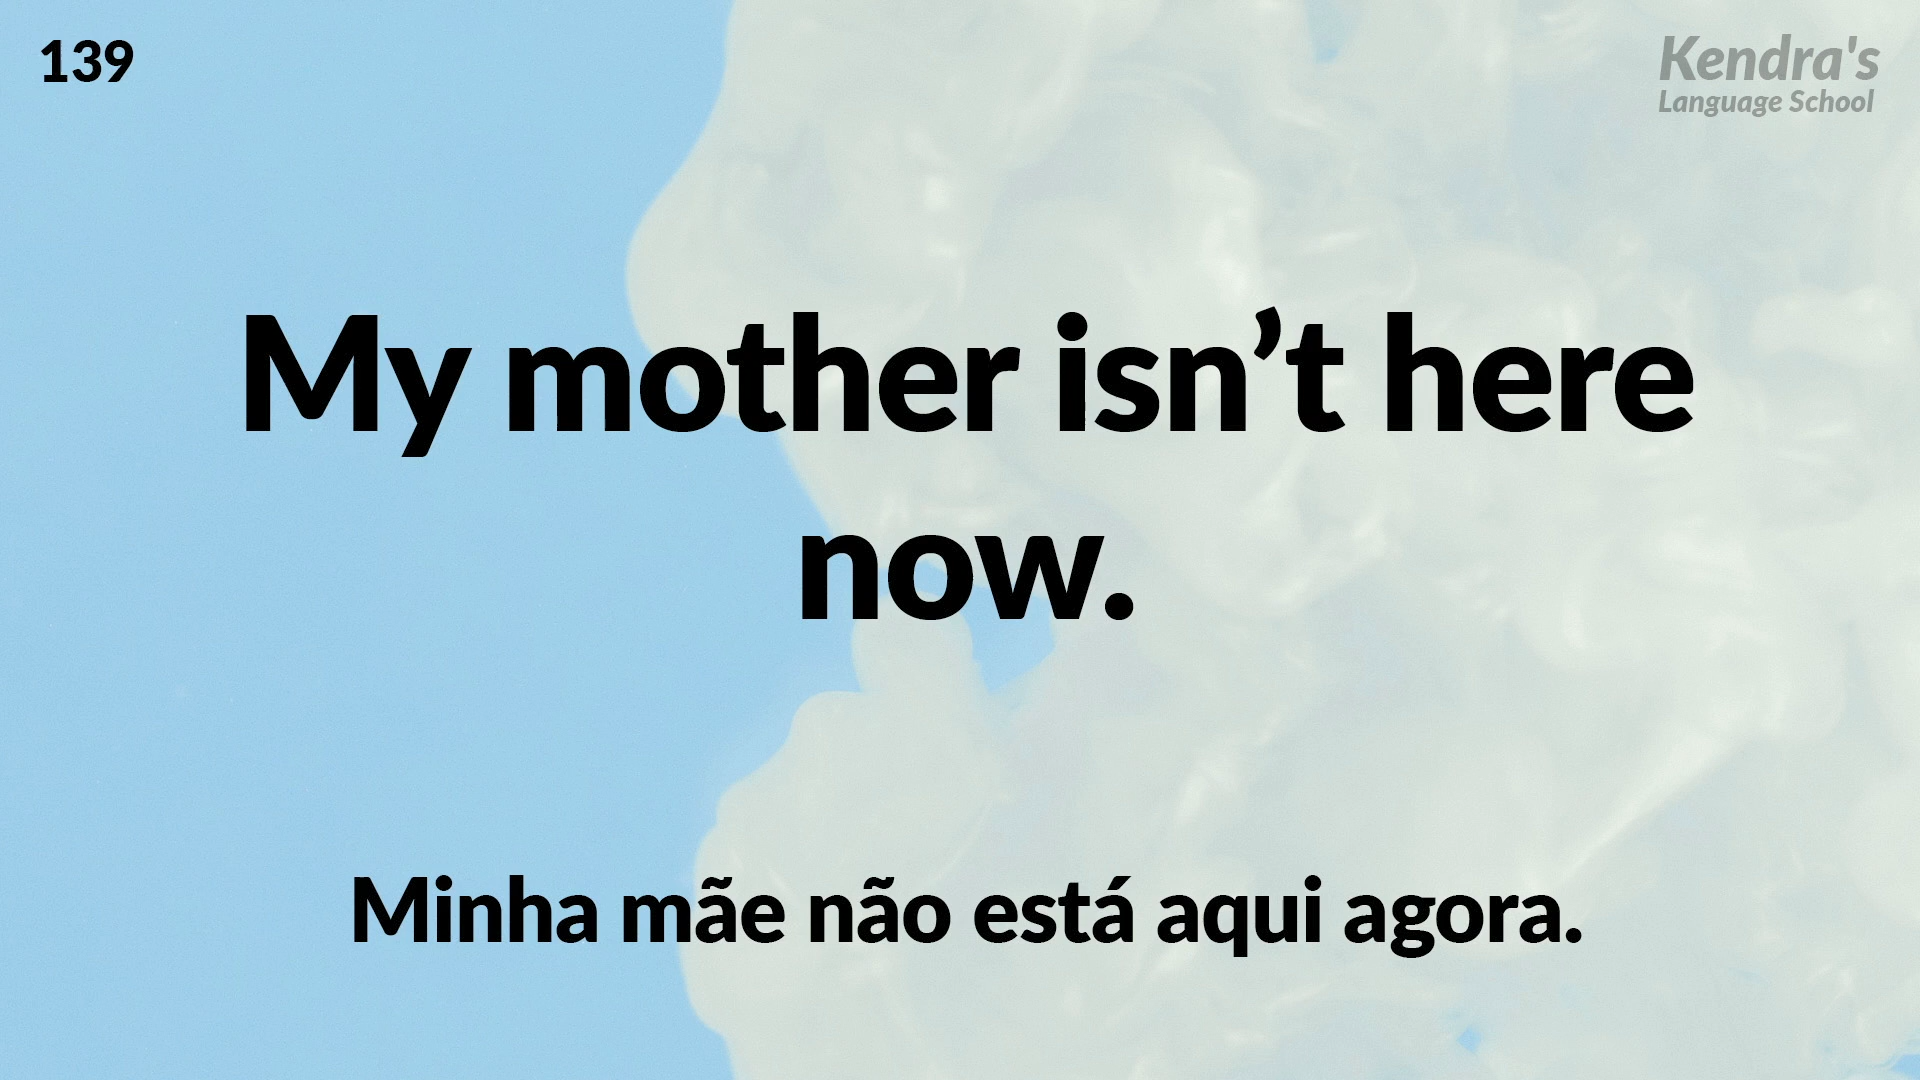 139
Kendra's
Language School
My mother isn’t here
now.
Minha mãe não está aqui agora.